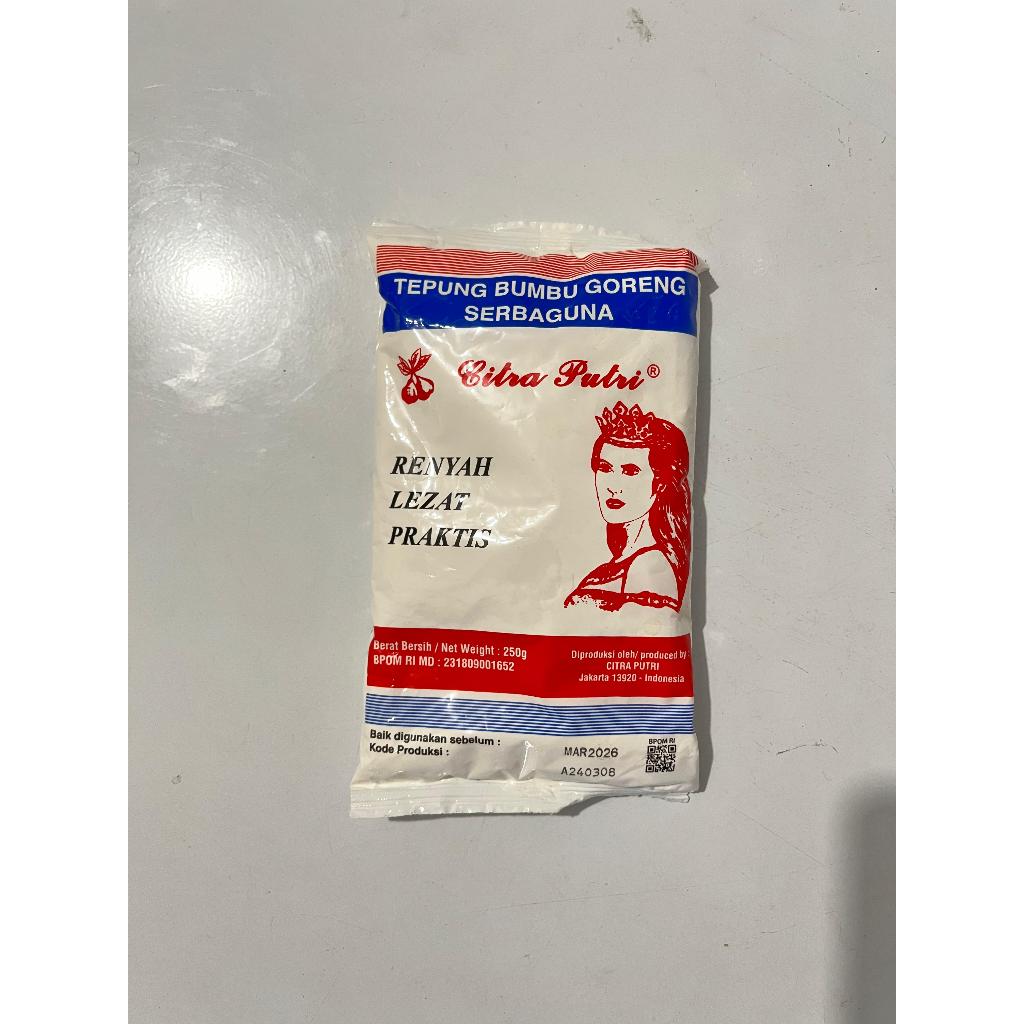 TEPUNG BUMBU GORENG
SERBAGUNA
Citra Putri®
RENYAH
LEZAT
PRAKTIS
Berat Bersih / Net Weight : 250g
BPOM RI MD : 231809001652
Diproduksi oleh/ produced by :
CITRA PUTRI
Jakarta 13920 - Indonesia
Baik digunakan sebelum :
Kode Produksi :
MAR2026
A240308
BPOM RI